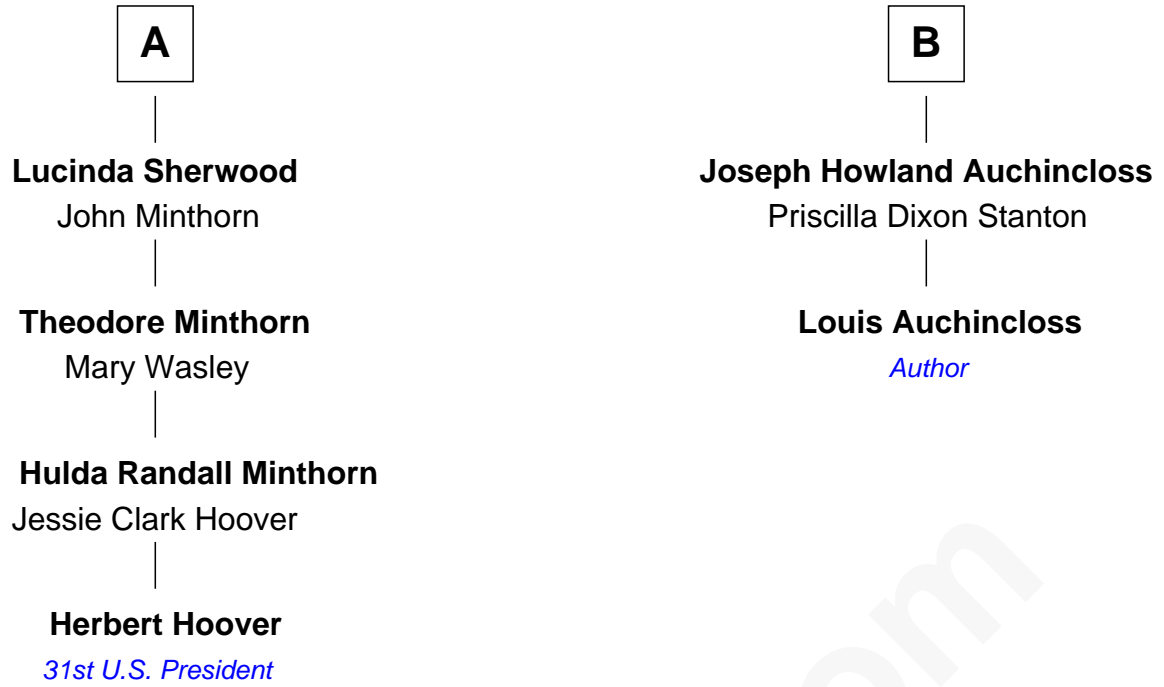 A
Lucinda Sherwood
John Minthorn
Theodore Minthorn
Mary Wasley
Hulda Randall Minthorn
Jessie Clark Hoover
Herbert Hoover
31st U.S. President
B
Joseph Howland Auchincloss
Priscilla Dixon Stanton
Louis Auchincloss
Author
om